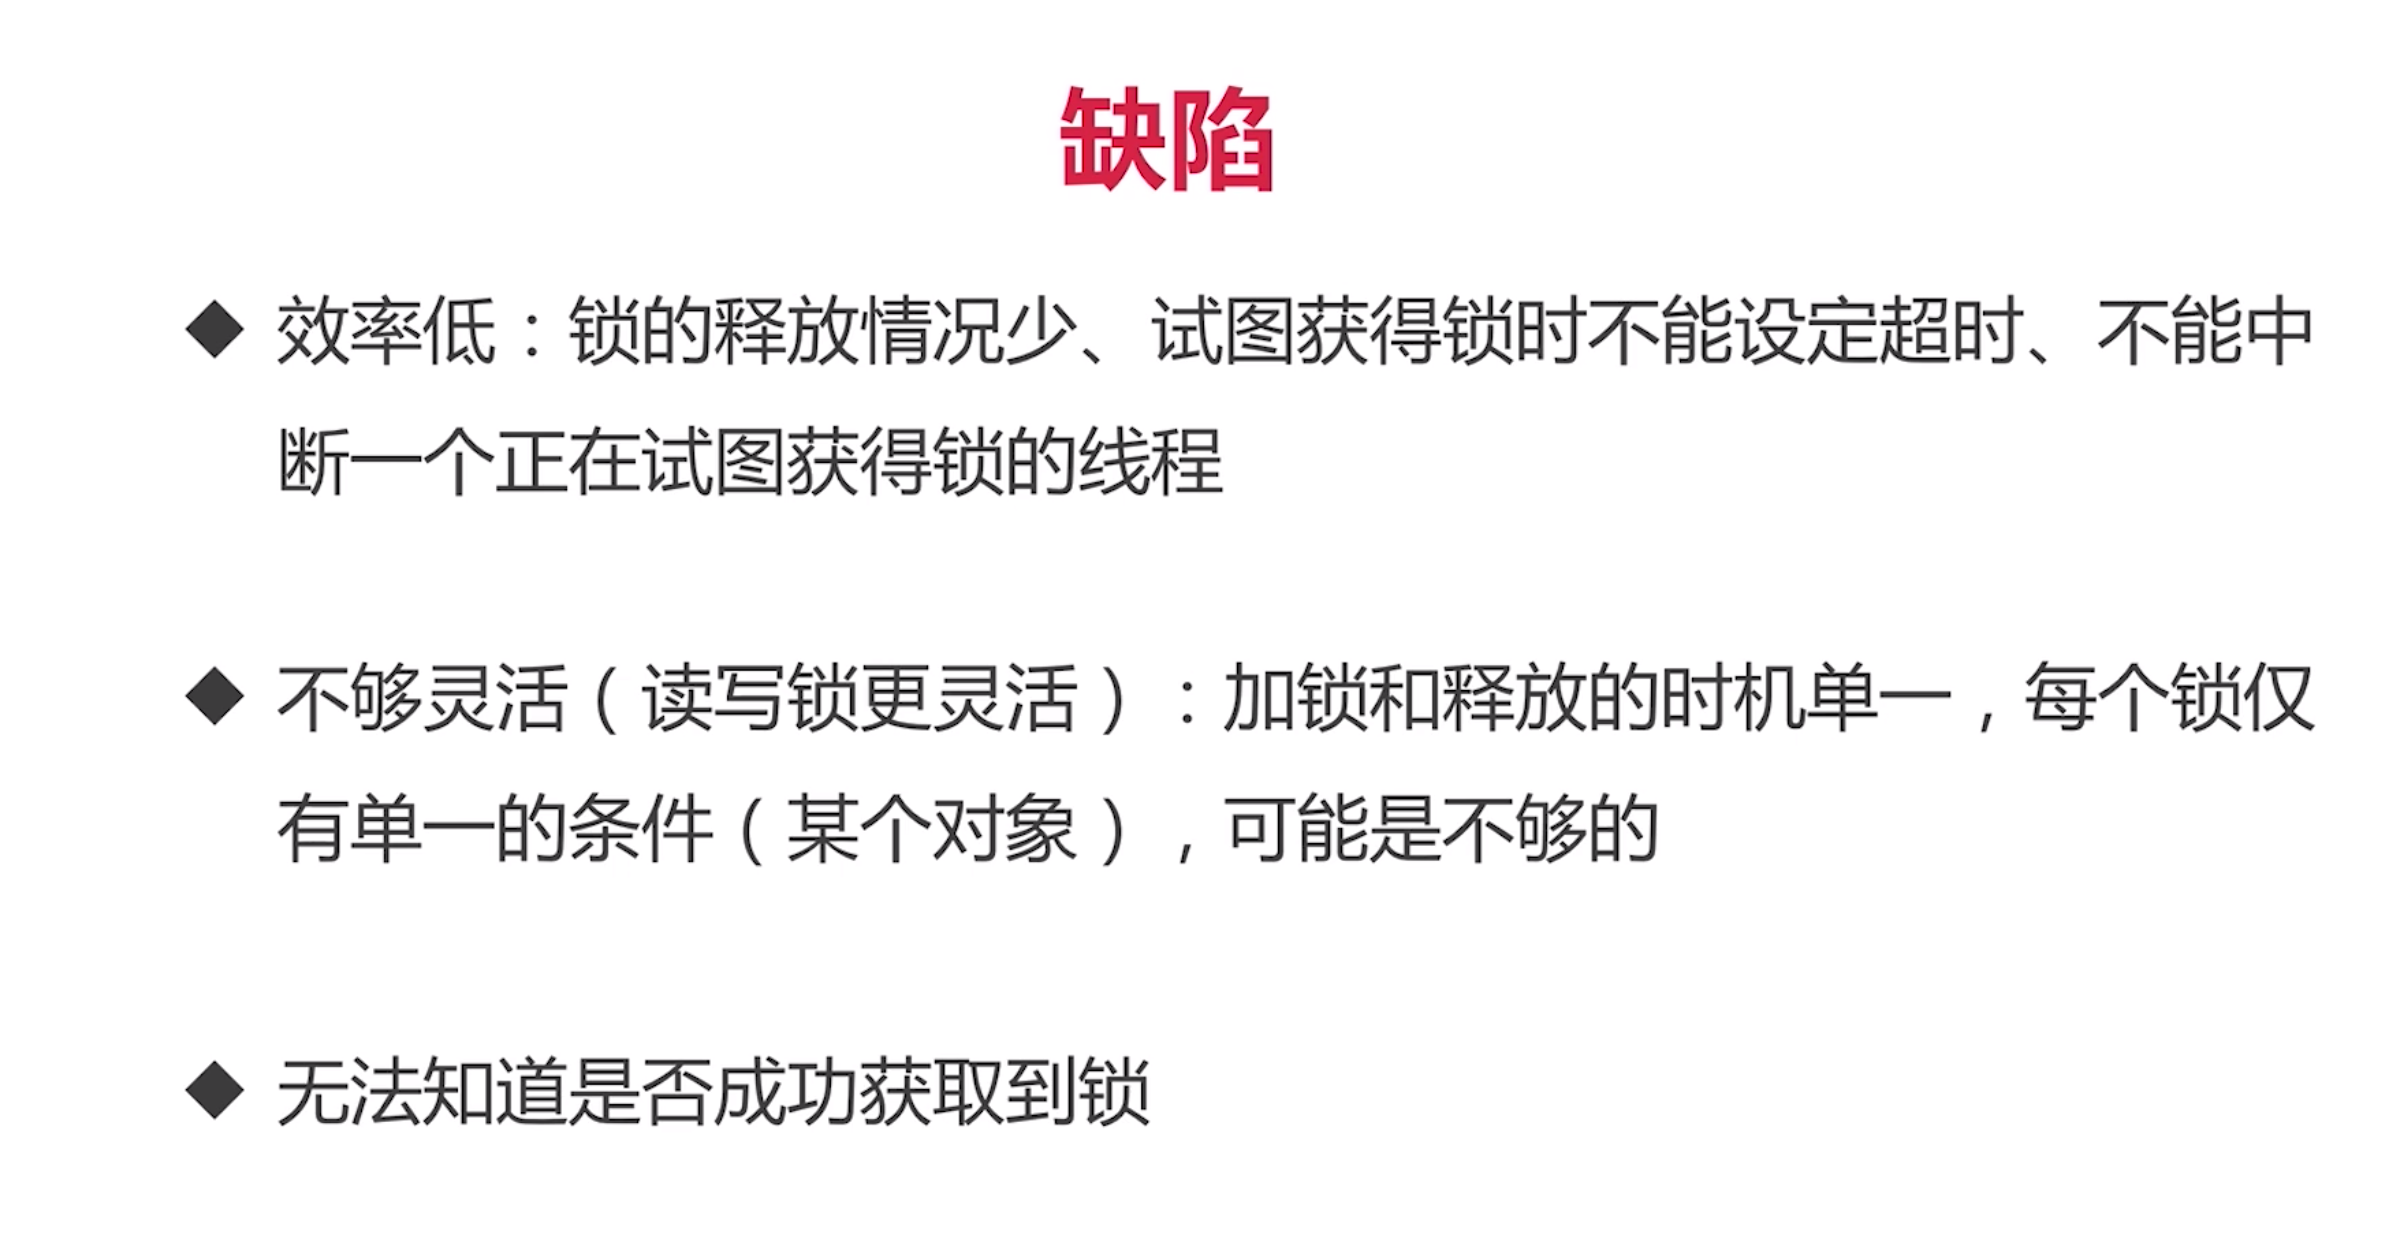 缺陷
◆ 效率低：锁的释放情况少、试图获得锁时不能设定超时、不能中
断一个正在试图获得锁的线程
◆ 不够灵活（读写锁更灵活）：加锁和释放的时机单一，每个锁仅
有单一的条件（某个对象），可能是不够的
◆ 无法知道是否成功获取到锁